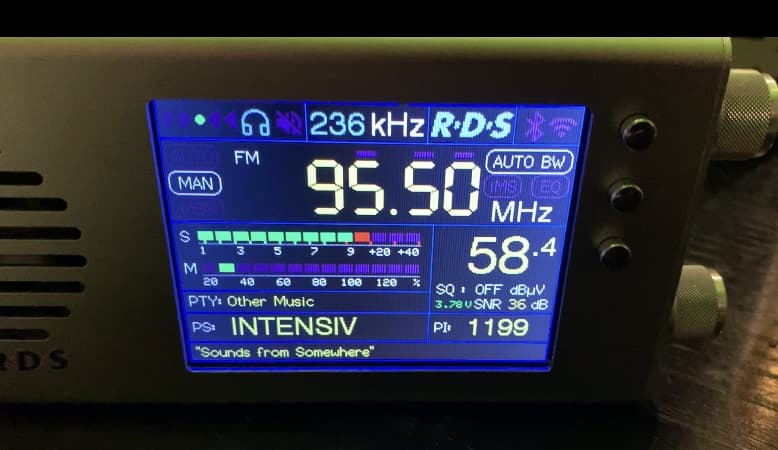 236 kHz R·D·S
FM
AUTO BW
MAN
95.50 MHz
iMS EQ
S
1 3 5 7 9 +20 +40
58.4
M
20 40 60 80 100 120 %
SQ: OFF dBµV
3.78V SNR 36 dB
PTY: Other Music
PS: INTENSIV
PI: 1199
"Sounds from Somewhere"
RDS